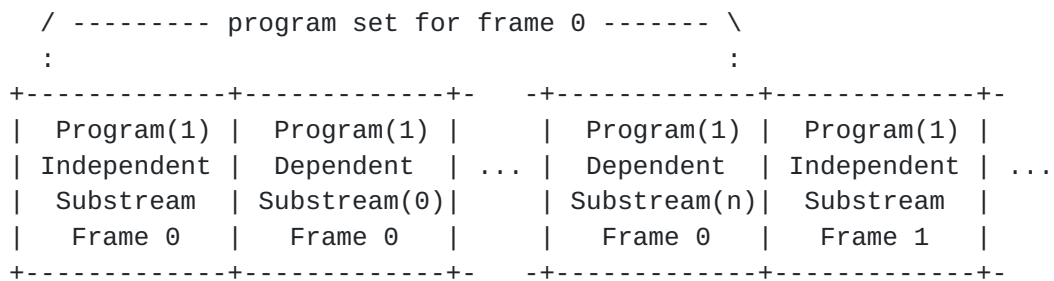 / --------- program set for frame 0 ------- \
:                                            :
+-------------+-------------+-   -+-------------+-------------+-
|  Program(1) |  Program(1) |     |  Program(1) |  Program(1) |
| Independent |  Dependent  | ... |  Dependent  | Independent | ...
|  Substream  | Substream(0)|     | Substream(n)|  Substream  |
|   Frame 0   |   Frame 0   |     |   Frame 0   |   Frame 1   |
+-------------+-------------+-   -+-------------+-------------+-